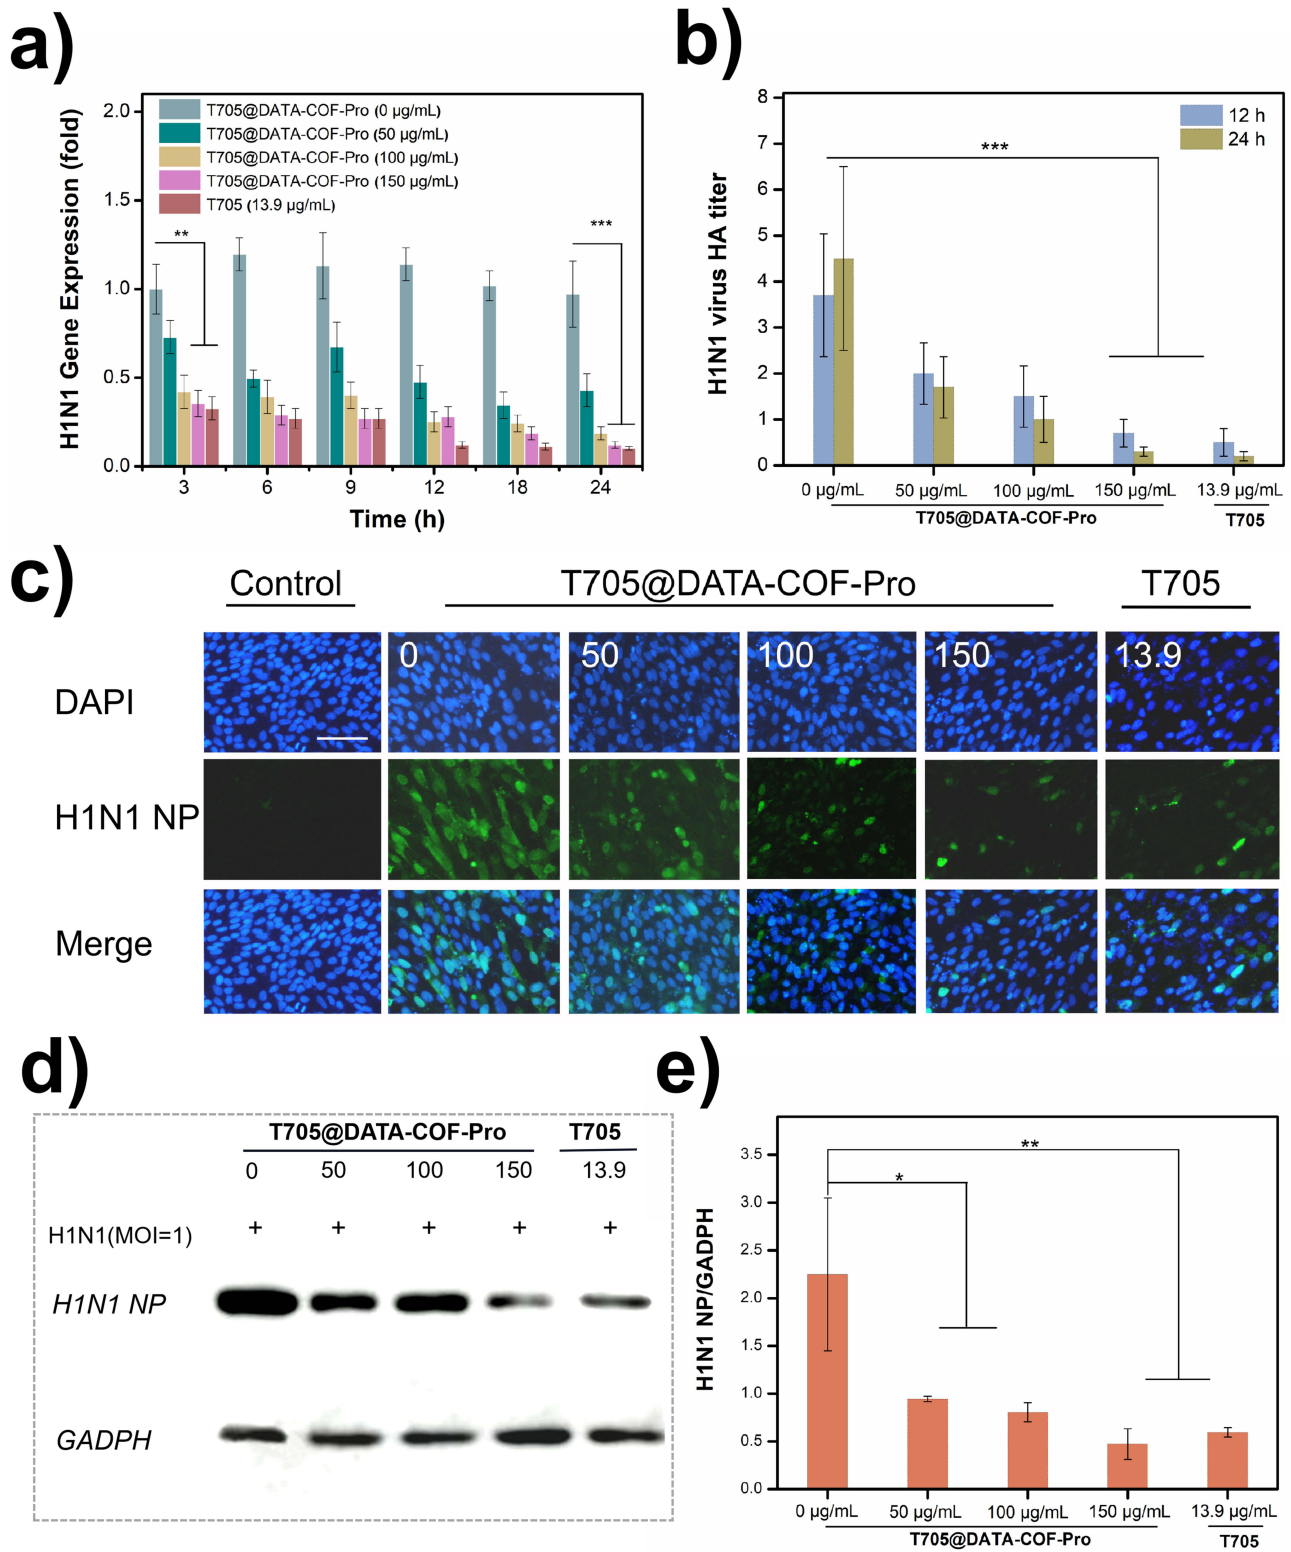 a)
H1N1 Gene Expression (fold)
2.0
1.5
1.0
0.5
0.0
T705@DATA-COF-Pro (0 μg/mL)
T705@DATA-COF-Pro (50 μg/mL)
T705@DATA-COF-Pro (100 μg/mL)
T705@DATA-COF-Pro (150 μg/mL)
T705 (13.9 μg/mL)
**
***
3 6 9 12 18 24
Time (h)
b)
H1N1 virus HA titer
8
7
6
5
4
3
2
1
0
12 h
24 h
***
0 μg/mL 50 μg/mL 100 μg/mL 150 μg/mL 13.9 μg/mL
T705@DATA-COF-Pro T705
c)
Control T705@DATA-COF-Pro T705
DAPI 0 50 100 150 13.9
H1N1 NP
Merge
d)
T705@DATA-COF-Pro T705
0 50 100 150 13.9
H1N1(MOI=1) + + + + +
H1N1 NP
GADPH
e)
H1N1 NP/GADPH
3.5
3.0
2.5
2.0
1.5
1.0
0.5
0.0
**
*
0 μg/mL 50 μg/mL 100 μg/mL 150 μg/mL 13.9 μg/mL
T705@DATA-COF-Pro T705